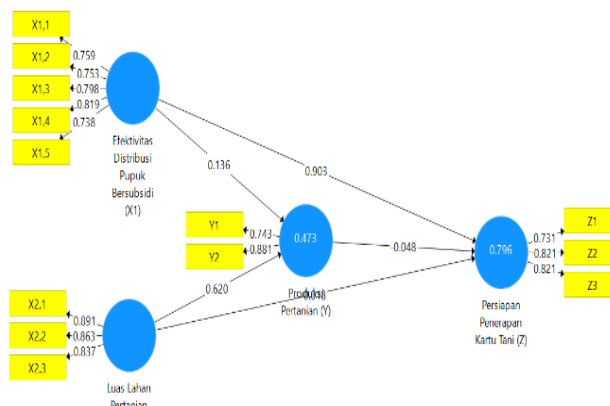 X1,1
X1,2
X1,3
X1,4
X1,5
0.759
0.753
0.798
0.819
0.738
Efektivitas
Distribusi
Pupuk
Bersubsidi
(X1)
0.136
0.903
Y1
Y2
0.743
0.881
0.473
-0.048
0.796
0.731
0.821
0.821
Z1
Z2
Z3
0.620
Produksi
Pertanian (Y)
Persiapan
Penerapan
Kartu Tani (Z)
X2,1
X2,2
X2,3
0.891
0.863
0.837
Luas Lahan
Pertanian